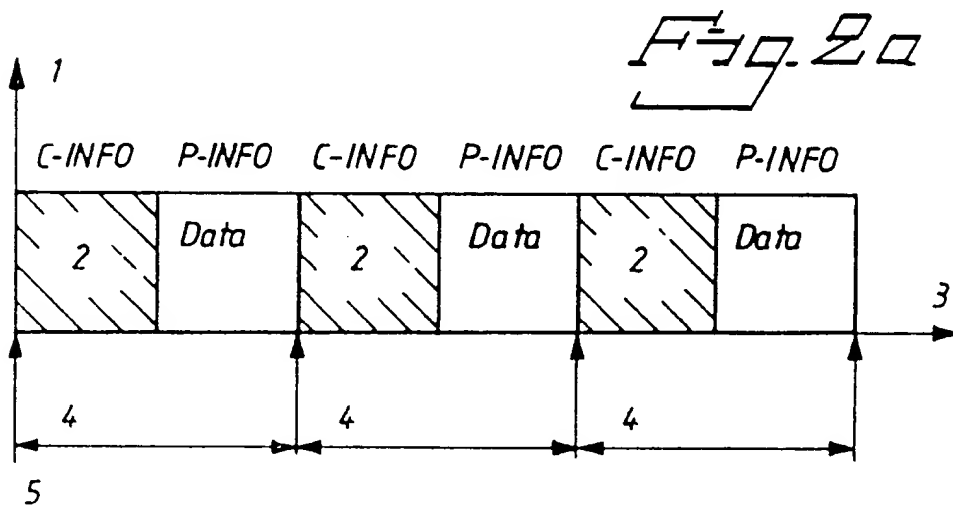 Fig. 2a
1
C-INFO P-INFO C-INFO P-INFO C-INFO P-INFO
2 Data 2 Data 2 Data
3
4 4 4
5